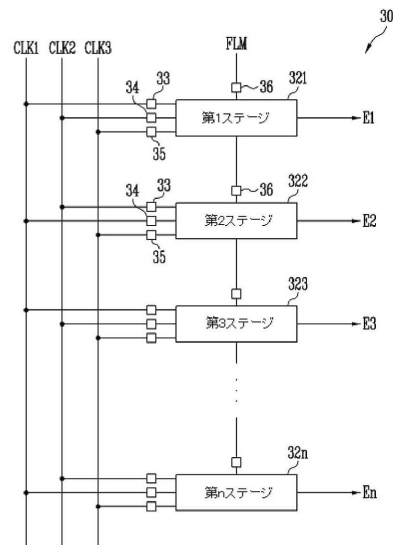 30
CLK1 CLK2 CLK3 FLM
33 36 321
34 第1ステージ E1
35
33 36 322
34 第2ステージ E2
35
323
第3ステージ E3
32n
第nステージ En